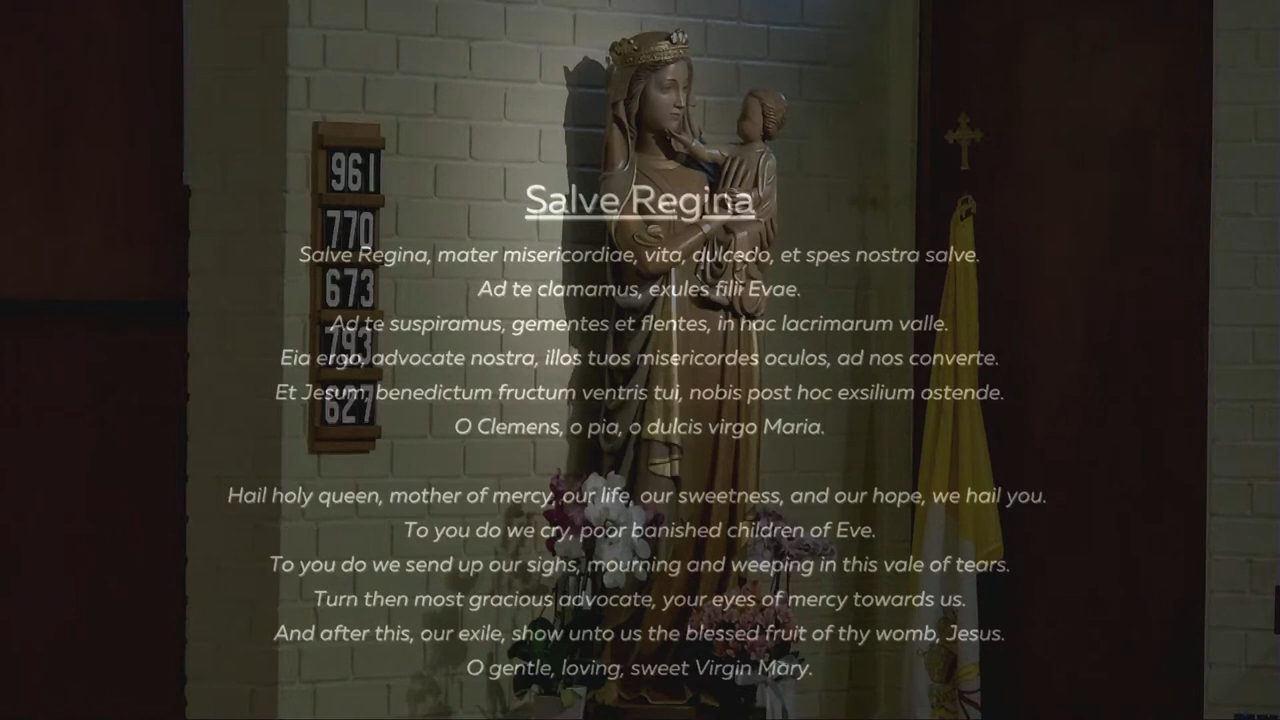 961
770
673
793
627
Salve Regina
Salve Regina, mater misericordiae, vita, dulcedo, et spes nostra salve.
Ad te clamamus, exules filii Evae.
Ad te suspiramus, gementes et flentes, in hac lacrimarum valle.
Eia ergo, advocate nostra, illos tuos misericordes oculos, ad nos converte.
Et Jesum, benedictum fructum ventris tui, nobis post hoc exsilium ostende.
O Clemens, o pia, o dulcis virgo Maria.
Hail holy queen, mother of mercy, our life, our sweetness, and our hope, we hail you.
To you do we cry, poor banished children of Eve.
To you do we send up our sighs, mourning and weeping in this vale of tears.
Turn then most gracious advocate, your eyes of mercy towards us.
And after this, our exile, show unto us the blessed fruit of thy womb, Jesus.
O gentle, loving, sweet Virgin Mary.